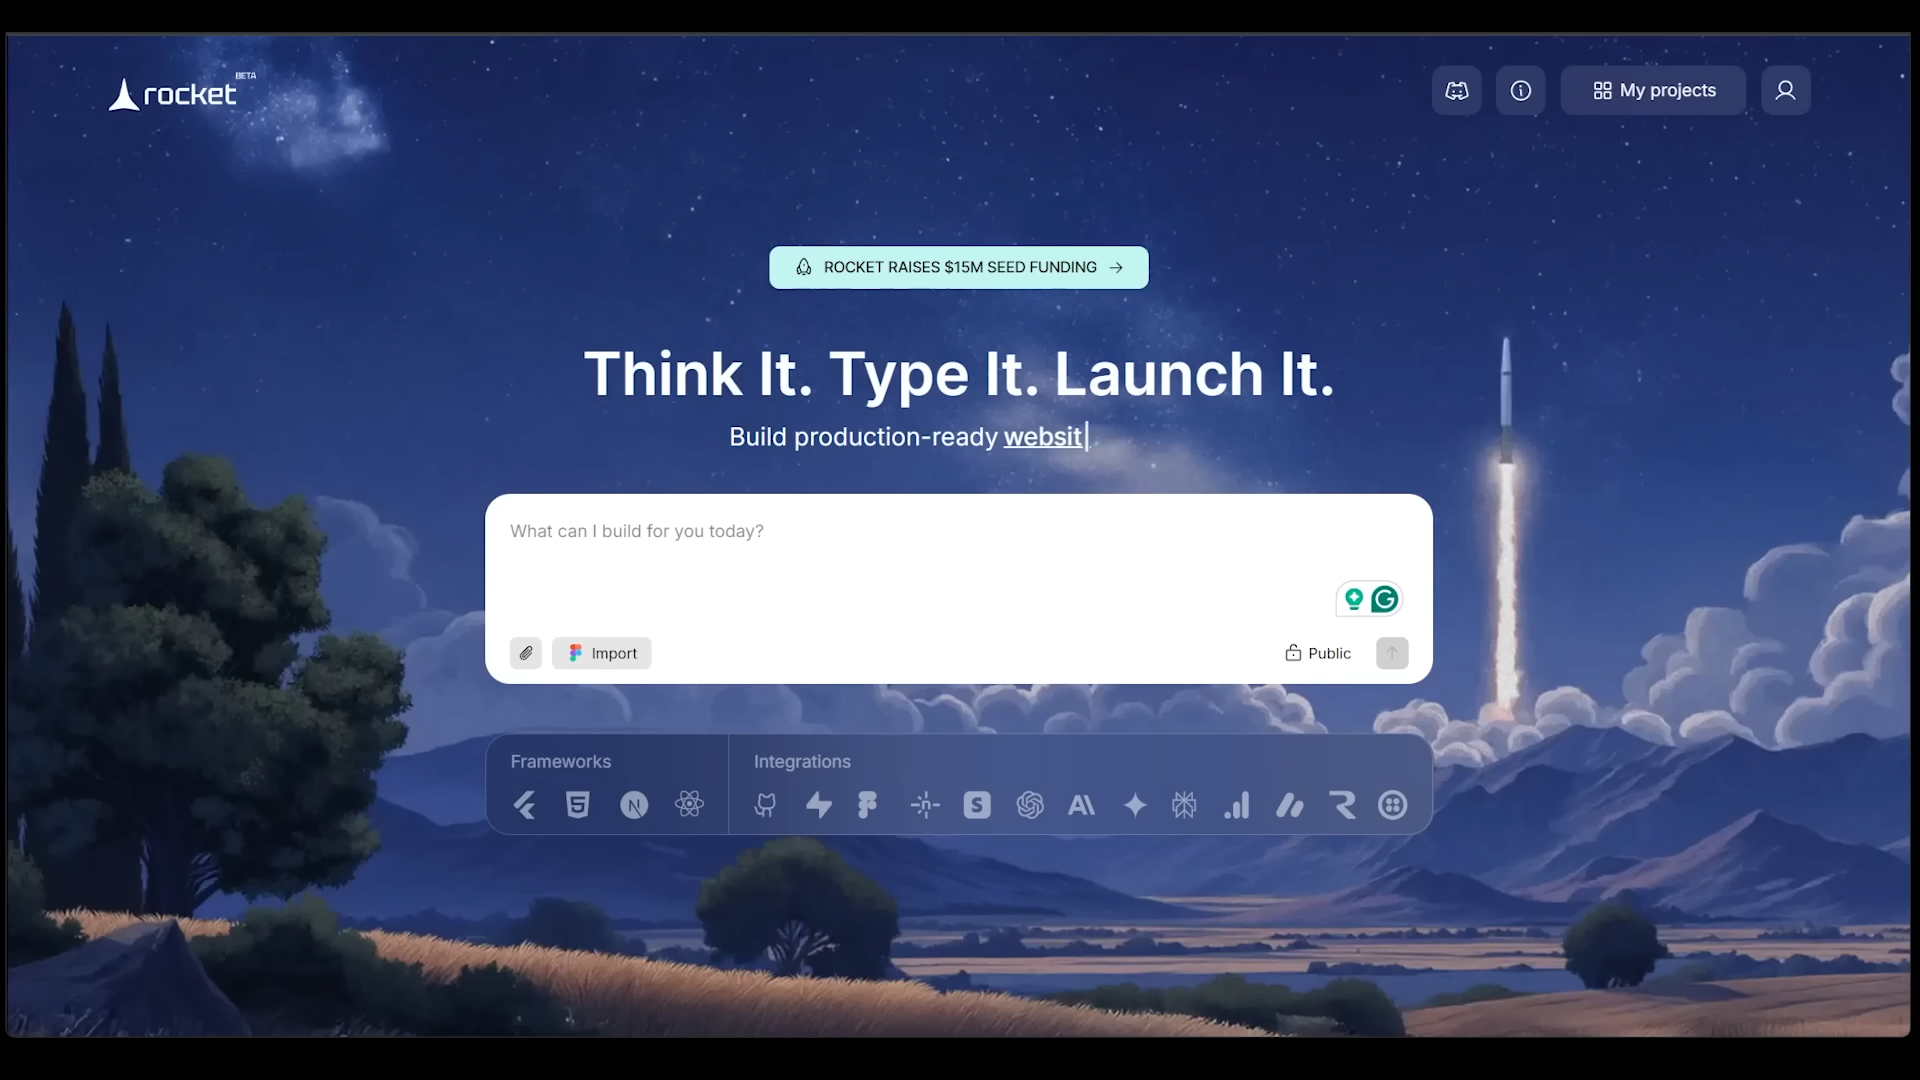 rocket BETA
My projects
ROCKET RAISES $15M SEED FUNDING →
Think It. Type It. Launch It.
Build production-ready websit
What can I build for you today?
Import
Public
Frameworks
Integrations